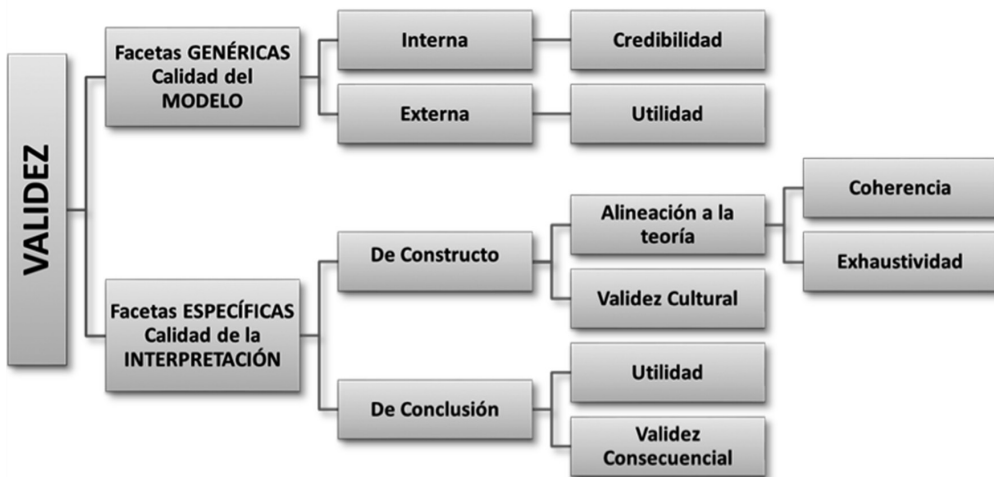 VALIDEZ
Facetas GENÉRICAS
Calidad del
MODELO
Interna
Credibilidad
Externa
Utilidad
Facetas ESPECÍFICAS
Calidad de la
INTERPRETACIÓN
De Constructo
Alineación a la
teoría
Coherencia
Exhaustividad
Validez Cultural
De Conclusión
Utilidad
Validez
Consecuencial